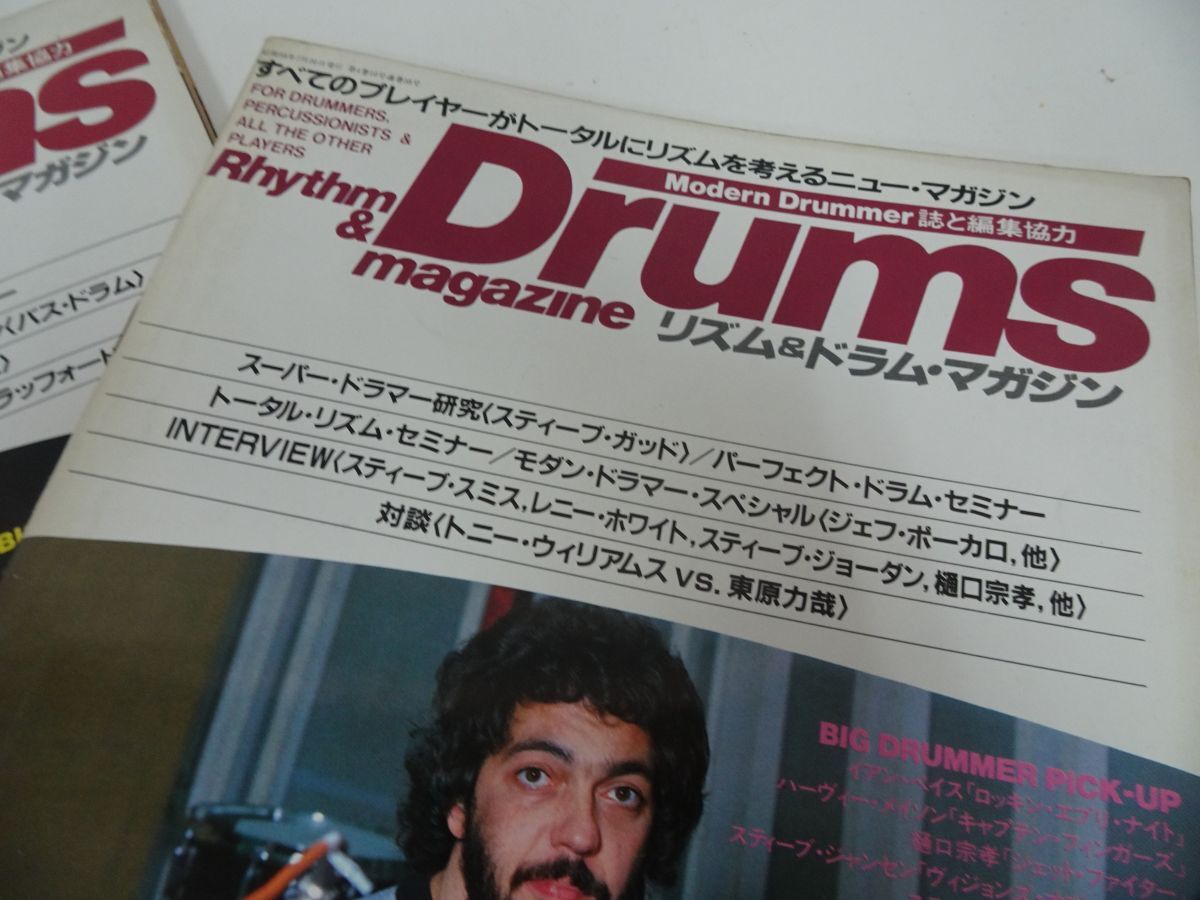 ン
集協力
ms
マガジン
〈バス・ドラム〉
ラッフォード
すべてのプレイヤーがトータルにリズムを考えるニュー・マガジン
FOR DRUMMERS,
PERCUSSIONISTS &
ALL THE OTHER
PLAYERS
Modern Drummer誌と編集協力
Rhythm
&
Drums
magazine
リズム&ドラム・マガジン
スーパー・ドラマー研究〈スティーブ・ガッド〉/パーフェクト・ドラム・セミナー
トータル・リズム・セミナー/モダン・ドラマー・スペシャル〈ジェフ・ポーカロ,他〉
INTERVIEW〈スティーブ・スミス,レニー・ホワイト,スティーブ・ジョーダン,樋口宗孝,他〉
対談〈トニー・ウィリアムス vs. 東原力哉〉
BIG DRUMMER PICK-UP
イアン・ペイス「ロッキン・エブリ・ナイト」
ハーヴィー・メイソン「キャプテン・フィンガーズ」
樋口宗孝「ジェット・ファイター
スティーブ・ジャンセン「ヴィジョンズ・